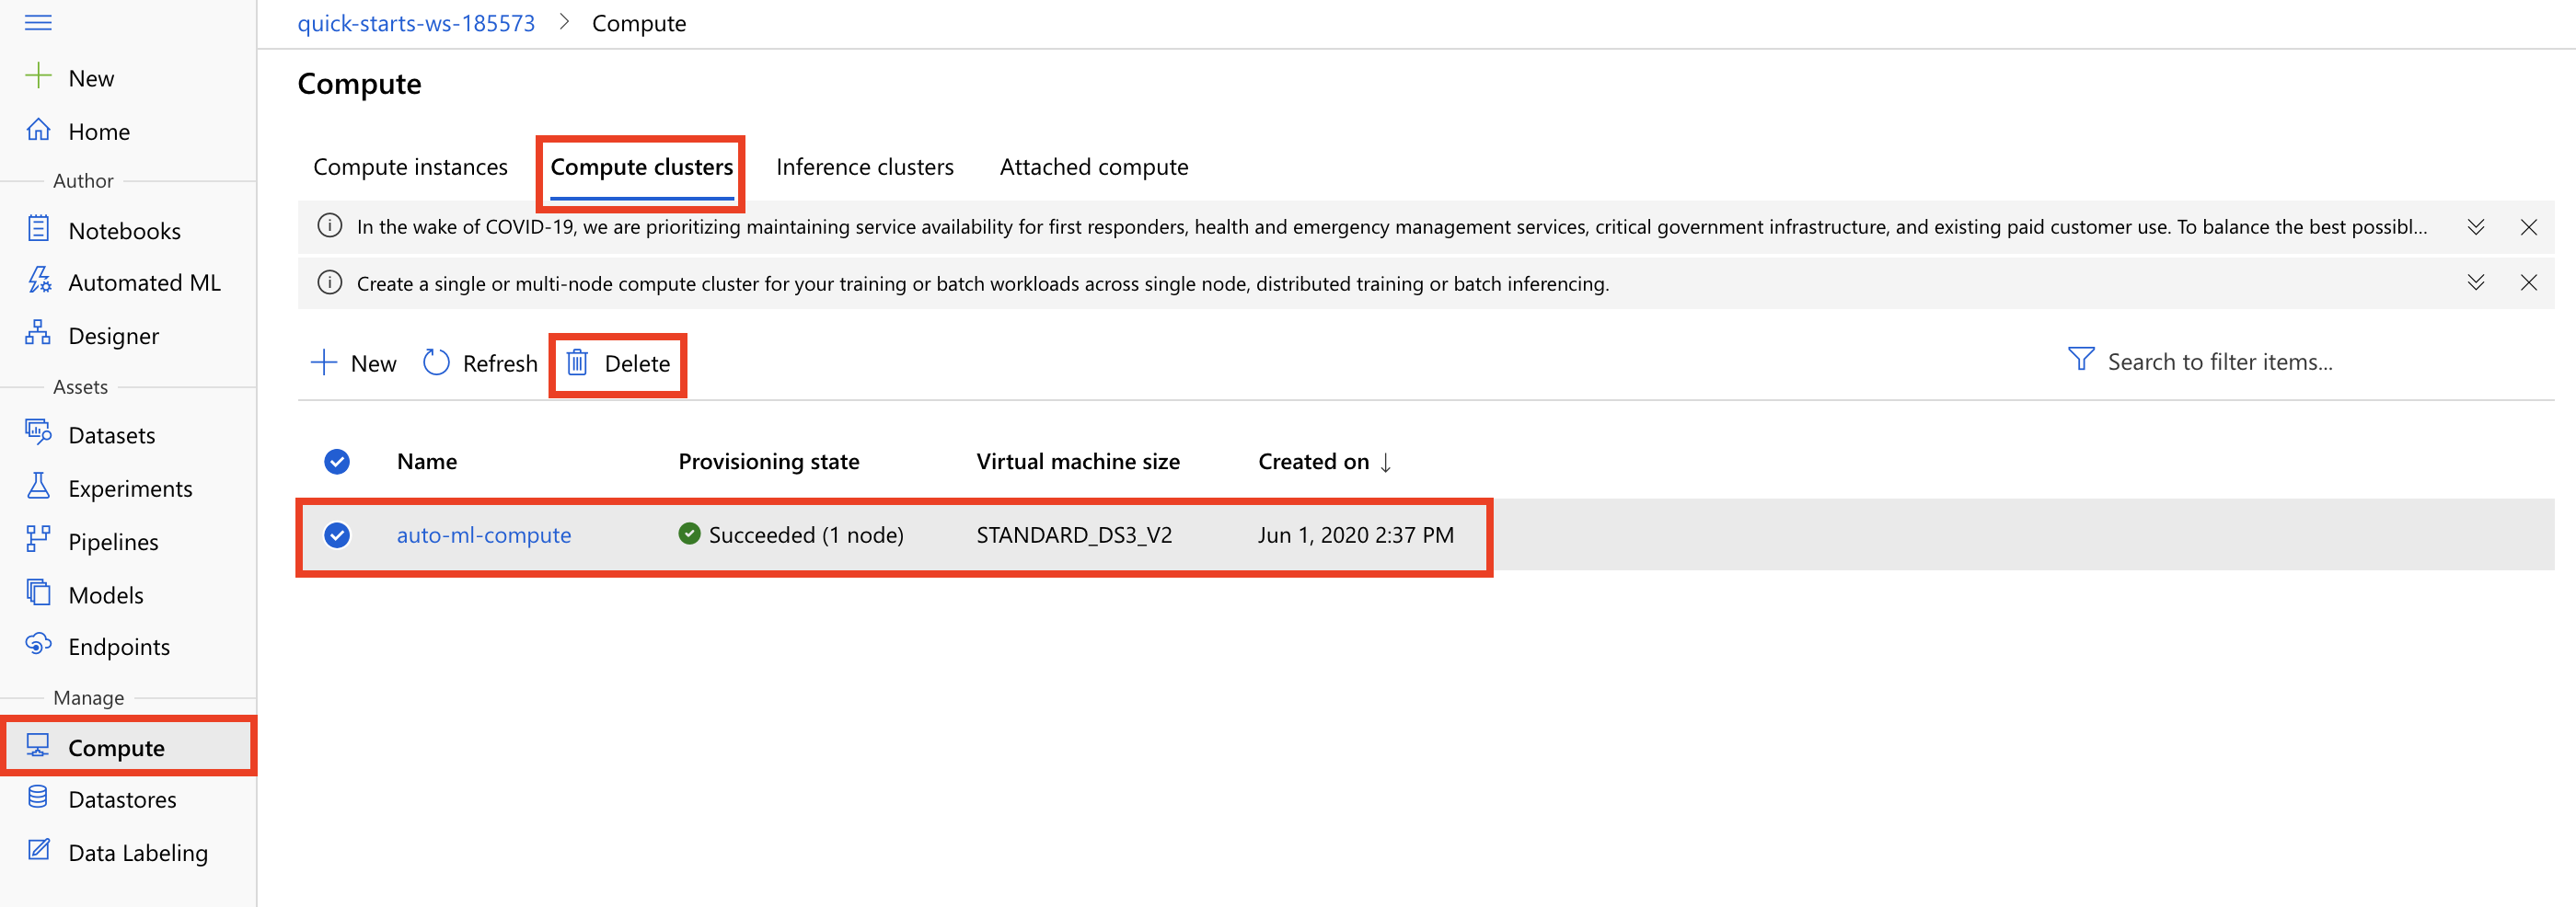 quick-starts-ws-185573 > Compute
New
Home
Author
Notebooks
Automated ML
Designer
Assets
Datasets
Experiments
Pipelines
Models
Endpoints
Manage
Compute
Datastores
Data Labeling
Compute
Compute instances Compute clusters Inference clusters Attached compute
In the wake of COVID-19, we are prioritizing maintaining service availability for first responders, health and emergency management services, critical government infrastructure, and existing paid customer use. To balance the best possibl...
Create a single or multi-node compute cluster for your training or batch workloads across single node, distributed training or batch inferencing.
New Refresh Delete Search to filter items...
Name Provisioning state Virtual machine size Created on ↓
auto-ml-compute Succeeded (1 node) STANDARD_DS3_V2 Jun 1, 2020 2:37 PM